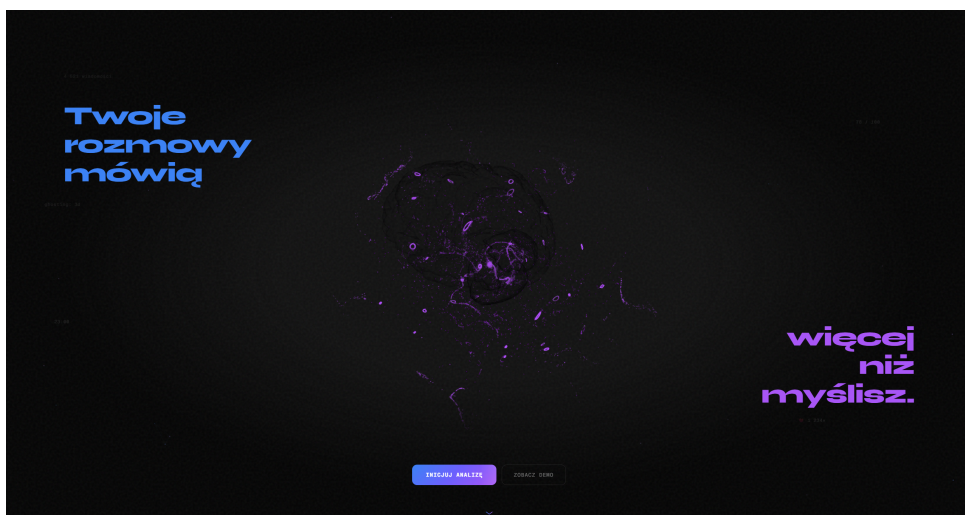 Twoje
rozmowy
mówią
więcej
niż
myślisz.
INICJUJ ANALIZĘ
ZOBACZ DEMO